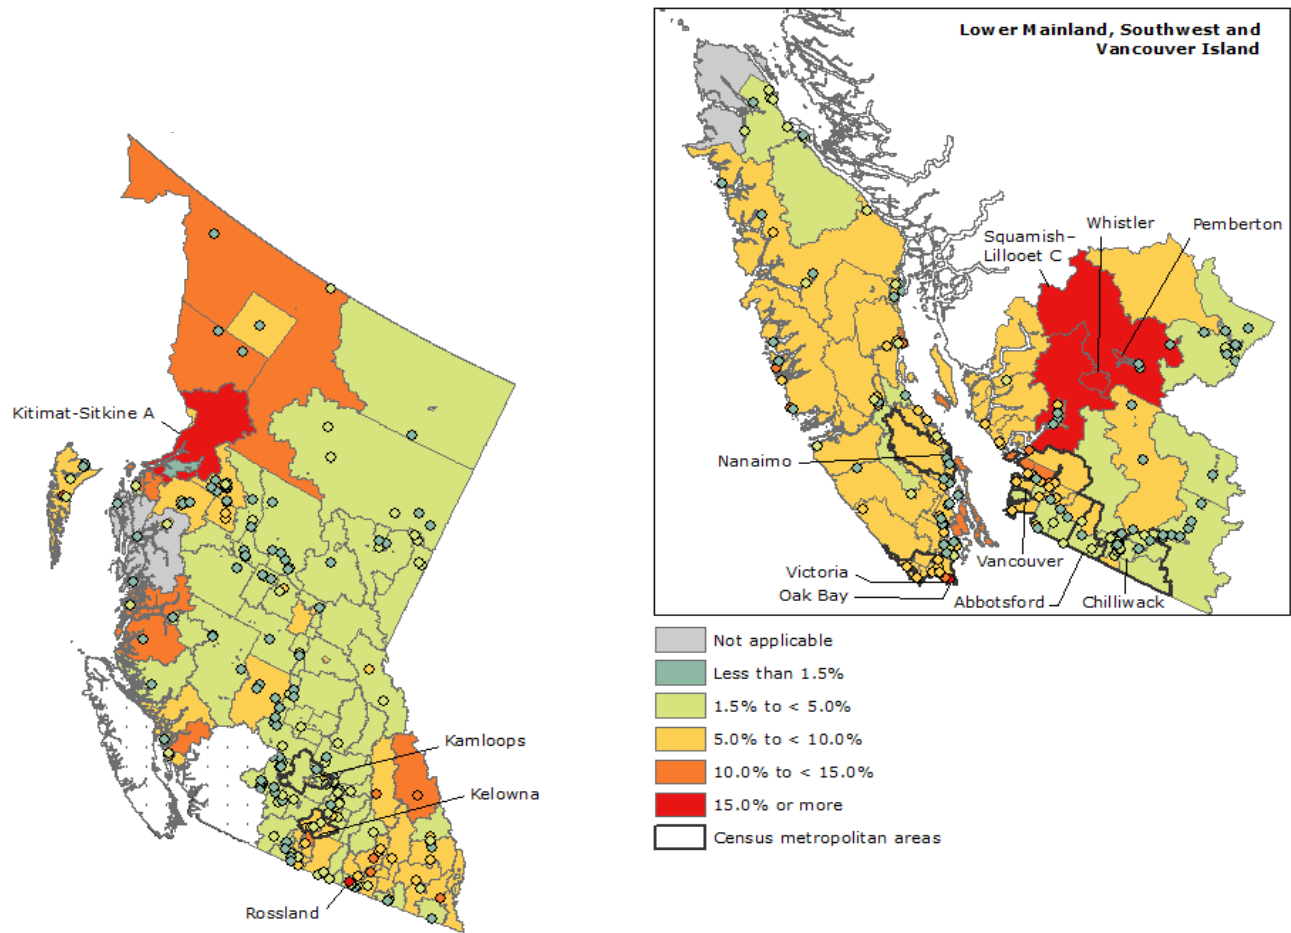 Lower Mainland, Southwest and
Vancouver Island
Whistler
Pemberton
Squamish–
Lillooet C
Kitimat-Sitkine A
Nanaimo
Vancouver
Victoria
Oak Bay
Abbotsford
Chilliwack
Not applicable
Less than 1.5%
1.5% to < 5.0%
5.0% to < 10.0%
10.0% to < 15.0%
15.0% or more
Census metropolitan areas
Kamloops
Kelowna
Rossland